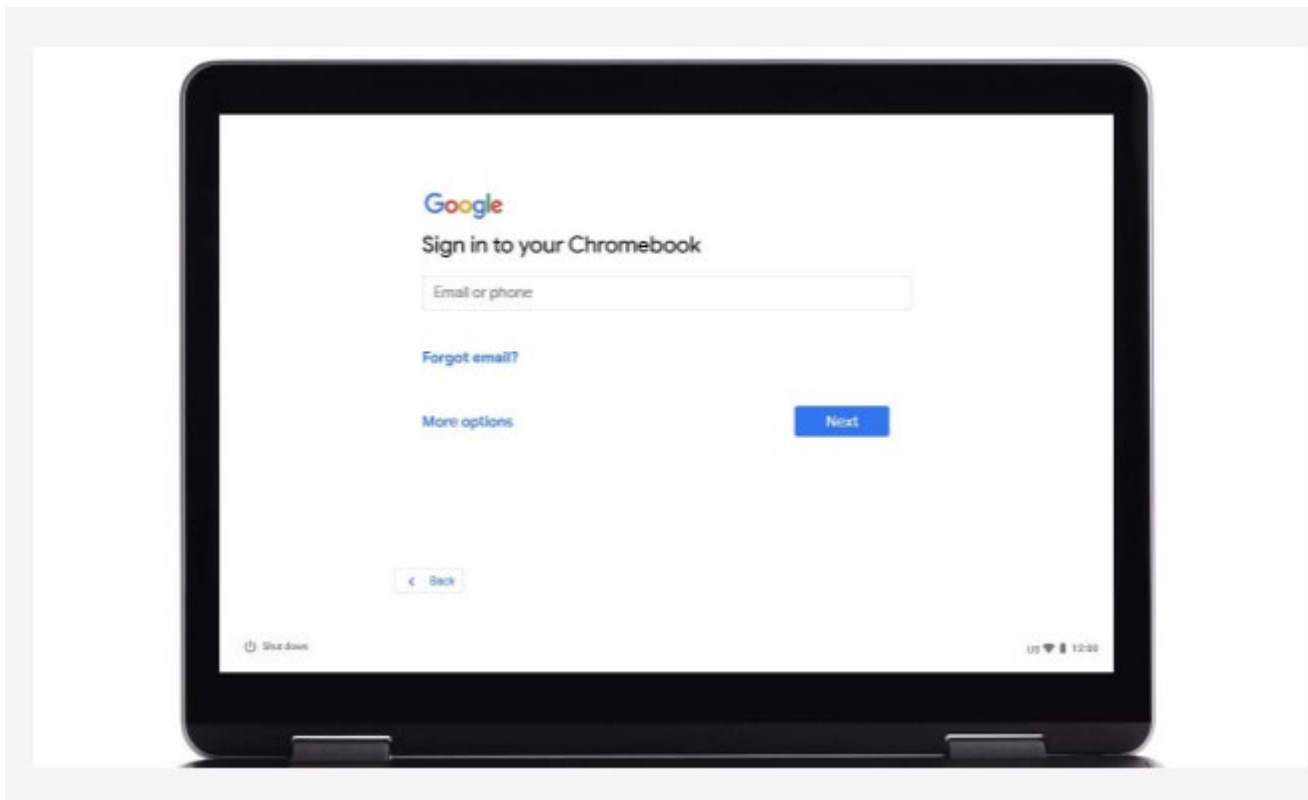 Google
Sign in to your Chromebook
Email or phone
Forgot email?
More options
Next
Back
Shut down
US 12:00